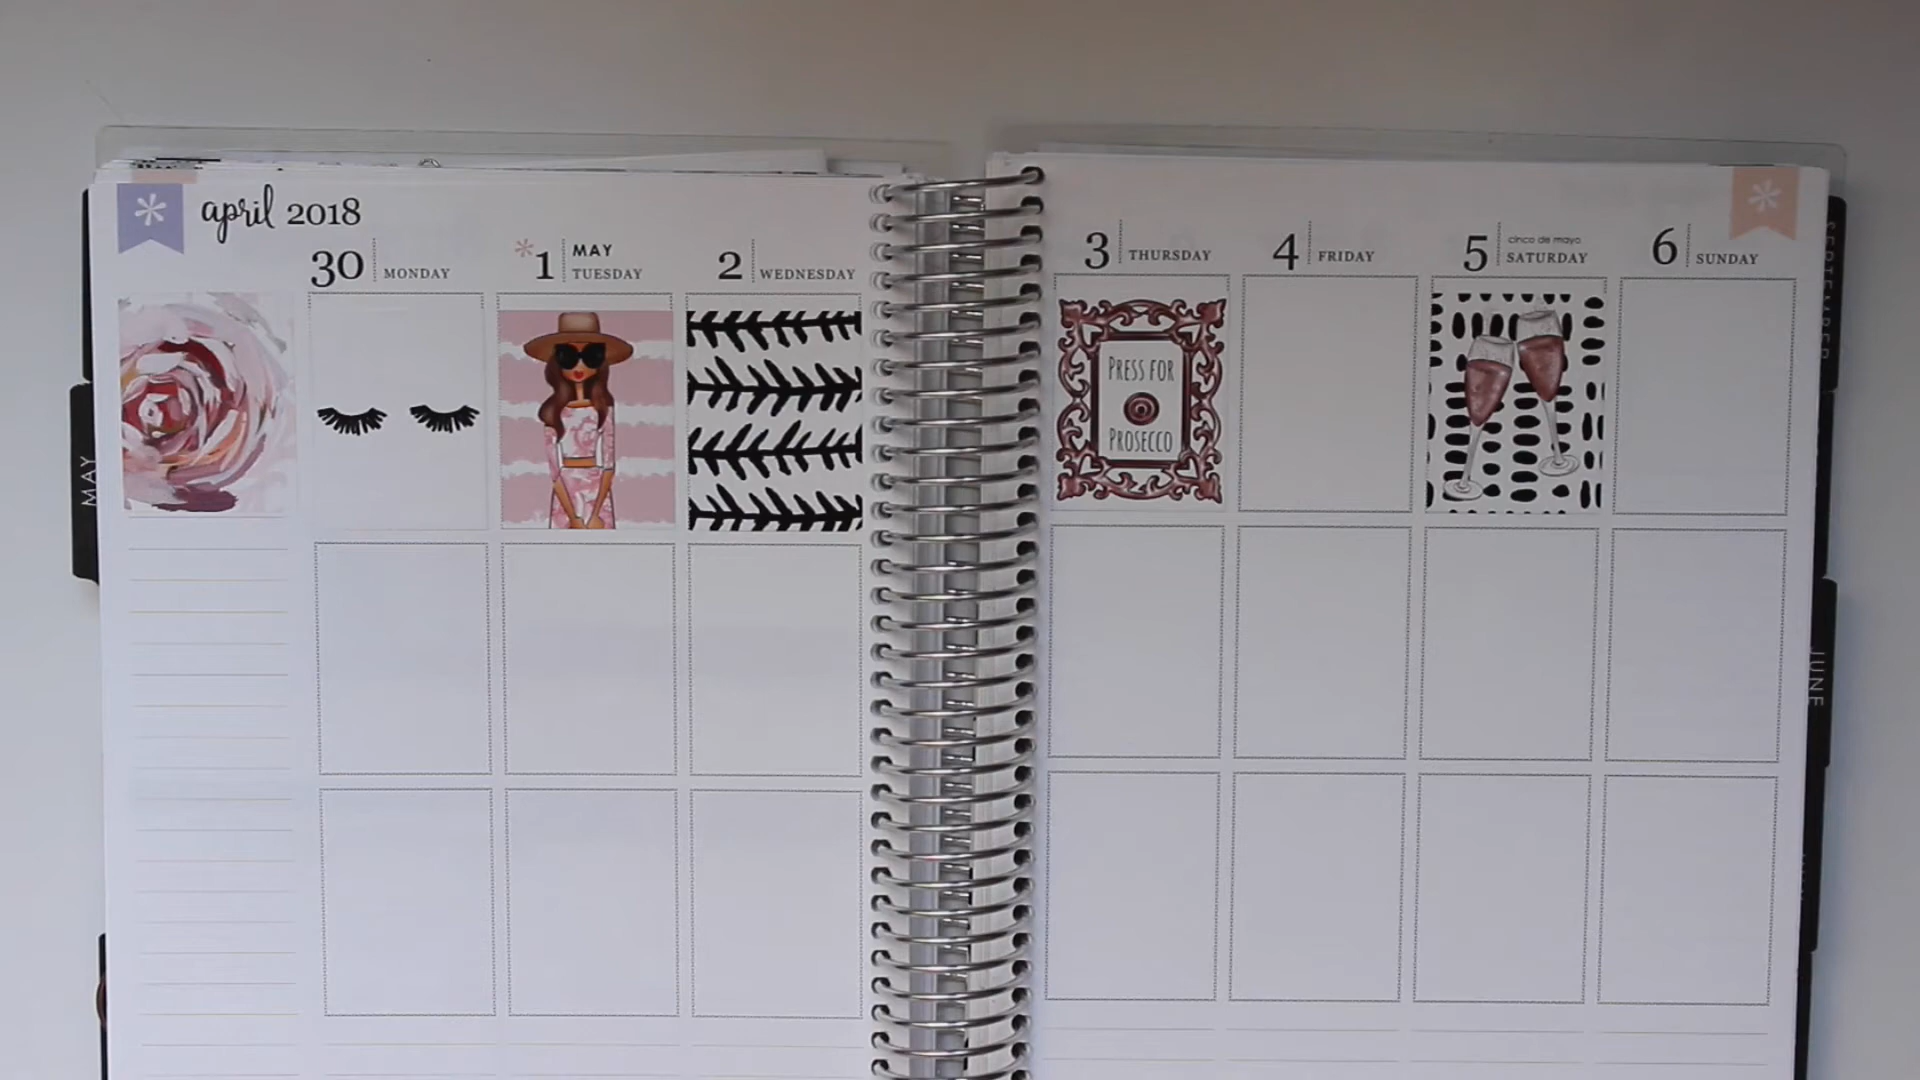 april 2018
30 MONDAY
*1 MAY TUESDAY
2 WEDNESDAY
3 THURSDAY
4 FRIDAY
5 cinco de mayo SATURDAY
6 SUNDAY
PRESS FOR
PROSECCO
MAY
SEPTEMBER
JUNE